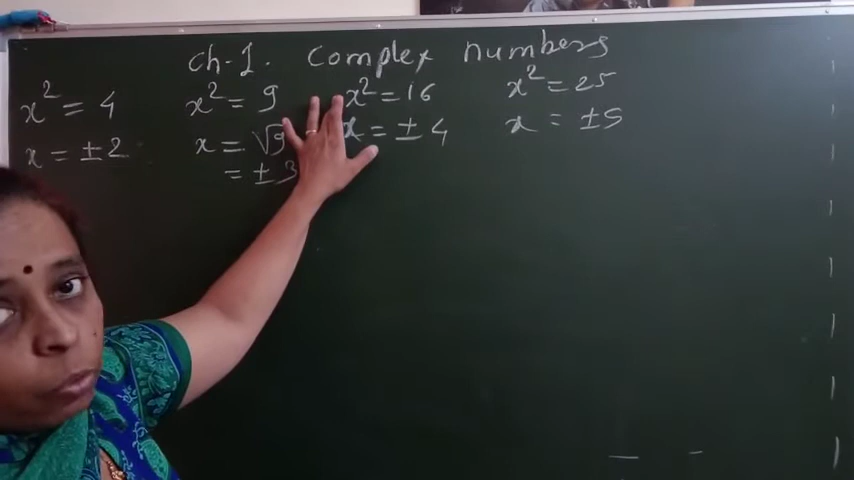 Ch-1. Complex numbers
x² = 4 x² = 9 x² = 16 x² = 25
x = ±2 x = √9 x = ±4 x = ±5
= ±3